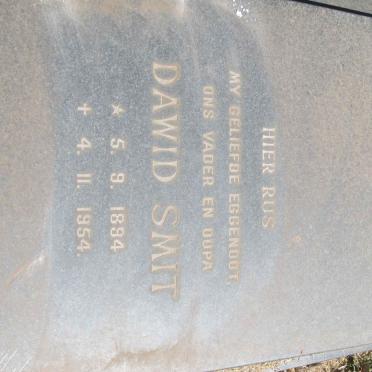 HIER RUS
MY GELIEFDE EGGENOOT,
ONS VADER EN OUPA
DAWID SMIT
★ 5. 9. 1894
+ 4. 11. 1954.